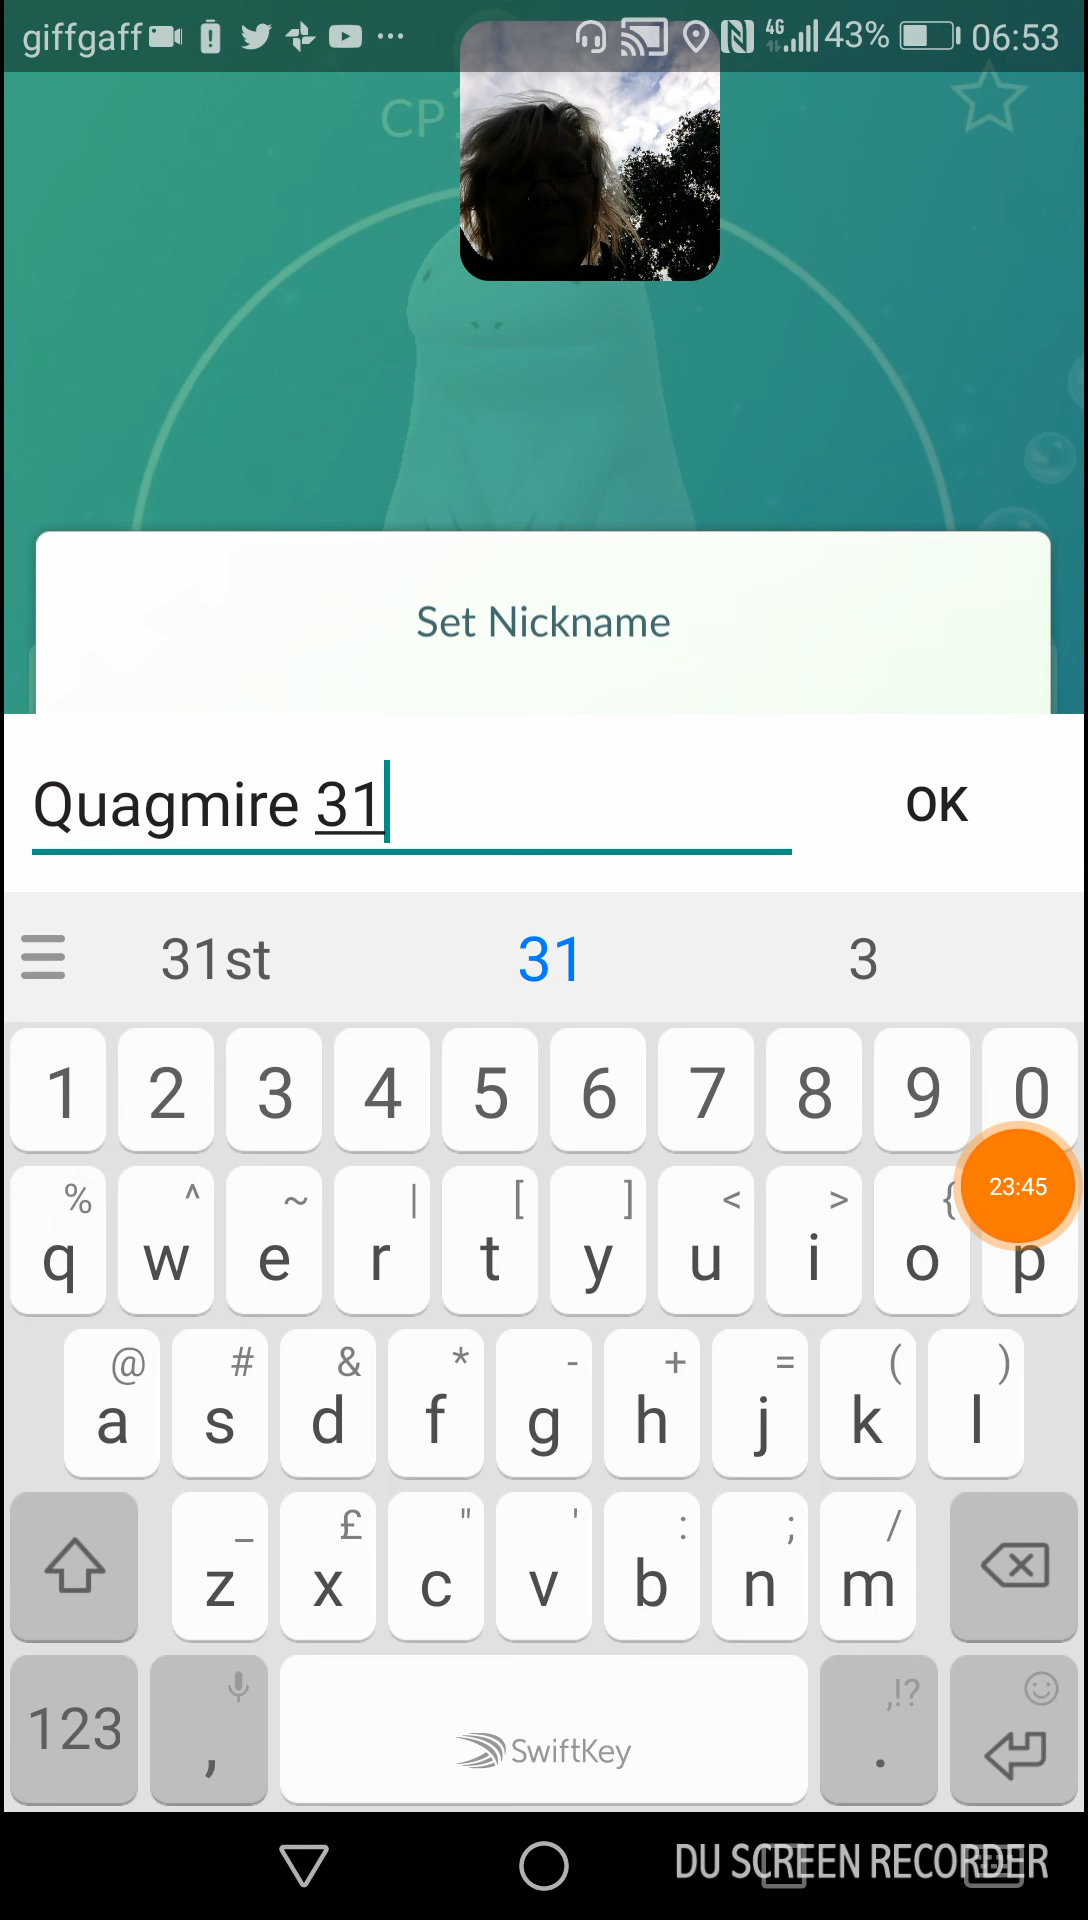 giffgaff 4G 43% 06:53
CP
Set Nickname
Quagmire 31 OK
31st 31 3
1 2 3 4 5 6 7 8 9 0
% ^ ~ | [ ] < > {
q w e r t y u i o p
23:45
@ # & * - + = ( )
a s d f g h j k l
_ £ " ' : ; /
z x c v b n m
123 , SwiftKey ,!? .
DU SCREEN RECORDER